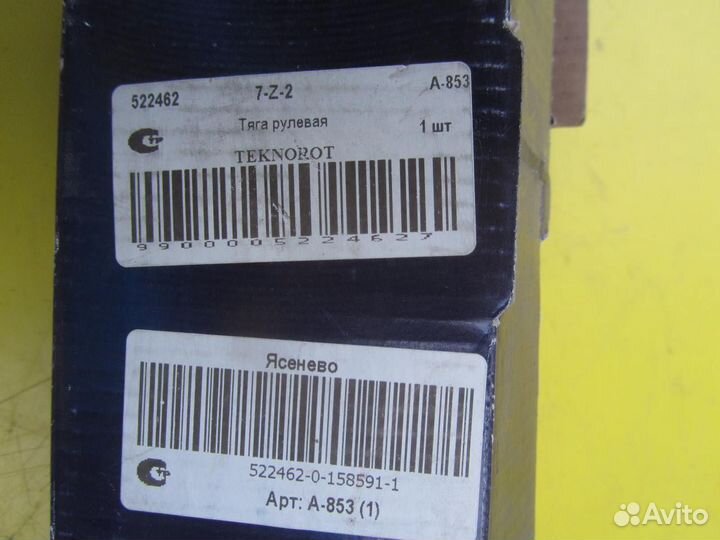 522462 7-Z-2 A-853
Тяга рулевая 1 шт
TEKNOROT
9900005224627
Ясенево
522462-0-158591-1
Арт: A-853 (1)
Avito